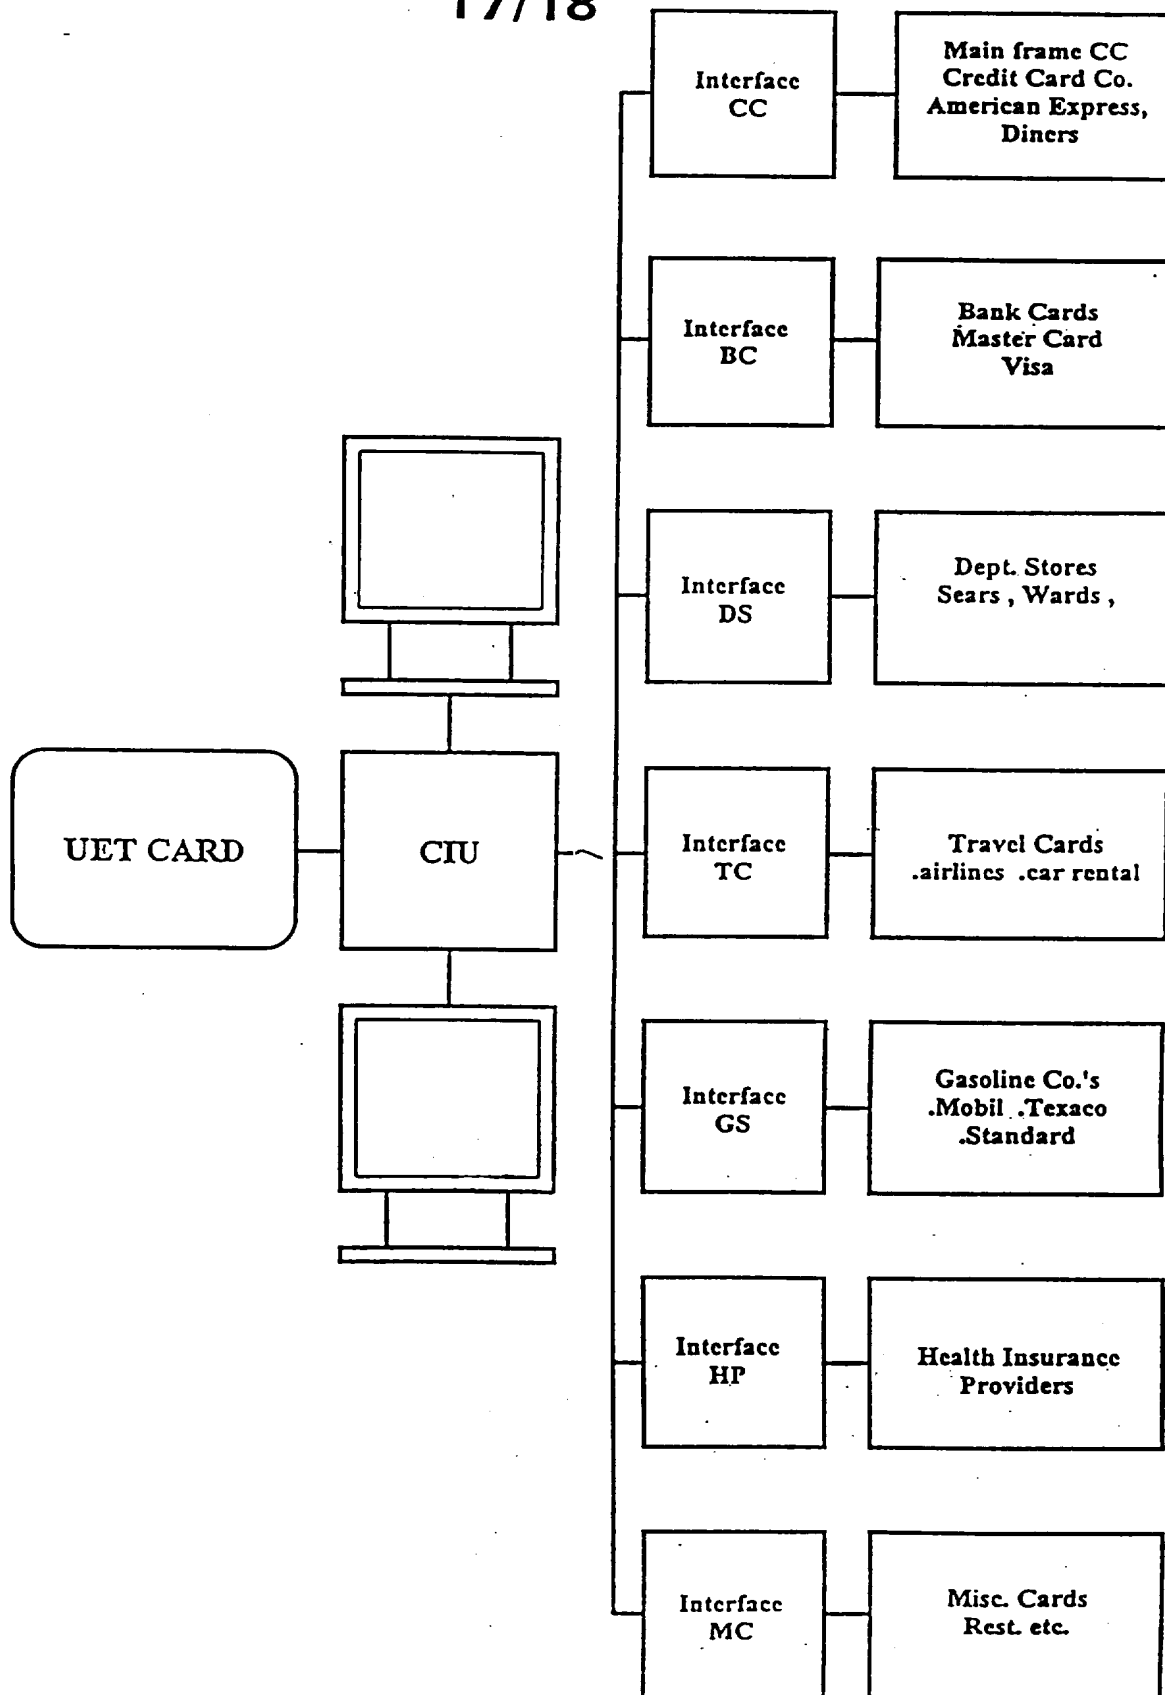 17/18
Interface
CC
Main frame CC
Credit Card Co.
American Express,
Diners
Interface
BC
Bank Cards
Master Card
Visa
Interface
DS
Dept. Stores
Sears , Wards ,
UET CARD
CIU
Interface
TC
Travel Cards
.airlines .car rental
Interface
GS
Gasoline Co.'s
.Mobil .Texaco
.Standard
Interface
HP
Health Insurance
Providers
Interface
MC
Misc. Cards
Rest. etc.